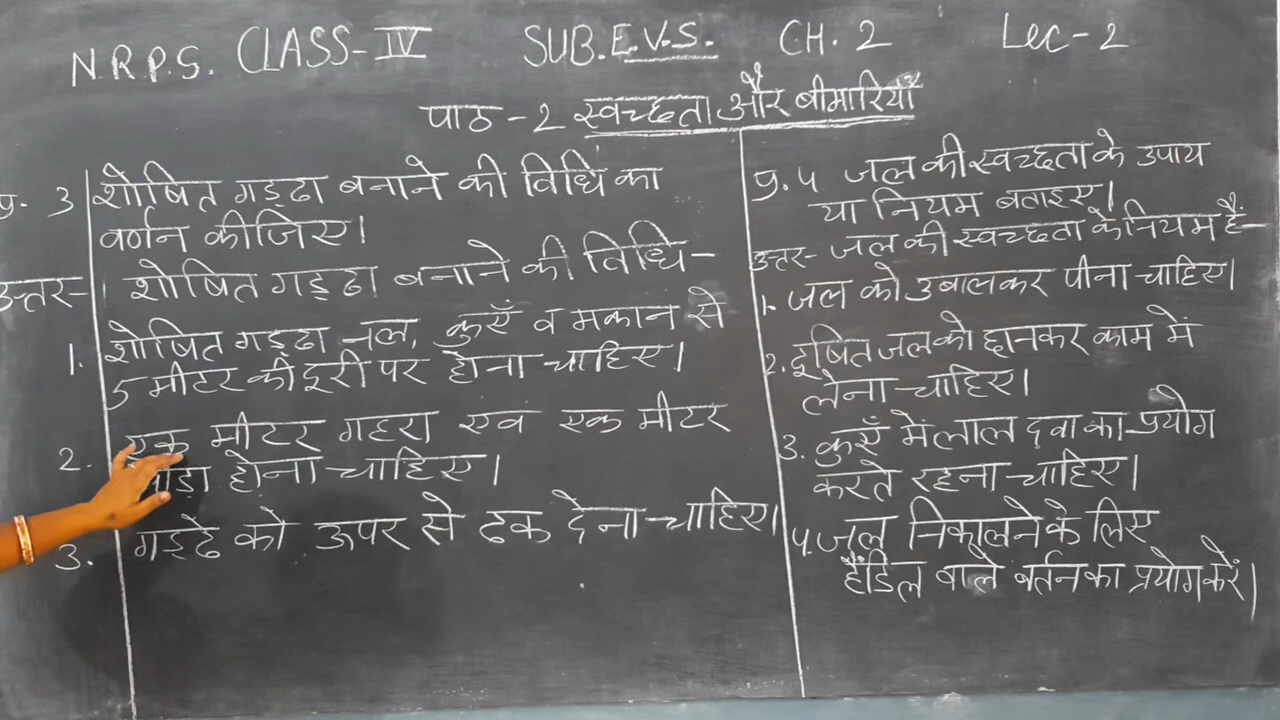 N.R.P.S. CLASS-IV SUB.E.V.S. CH.2 Lec-2
पाठ-2 स्वच्छता और बीमारियाँ
प्र. 3 शोषित गड्ढा बनाने की विधि का
वर्णन कीजिए।
उत्तर- शोषित गड्ढा बनाने की विधि-
1. शोषित गड्ढा नल, कुएँ व मकान से
5 मीटर की दूरी पर होना चाहिए।
2. एक मीटर गहरा एव एक मीटर
होना चाहिए।
3. गड्ढे को ऊपर से ढक देना चाहिए।
प्र. 4 जल की स्वच्छता के उपाय
या नियम बताइए।
उत्तर- जल की स्वच्छता के नियम हैं-
1. जल को उबालकर पीना चाहिए।
2. दूषित जल को छानकर काम में
लेना चाहिए।
3. कुएँ में लाल दवा का प्रयोग
करते रहना चाहिए।
4. जल निकालने के लिए
हैंडिल वाले बर्तन का प्रयोग करें।